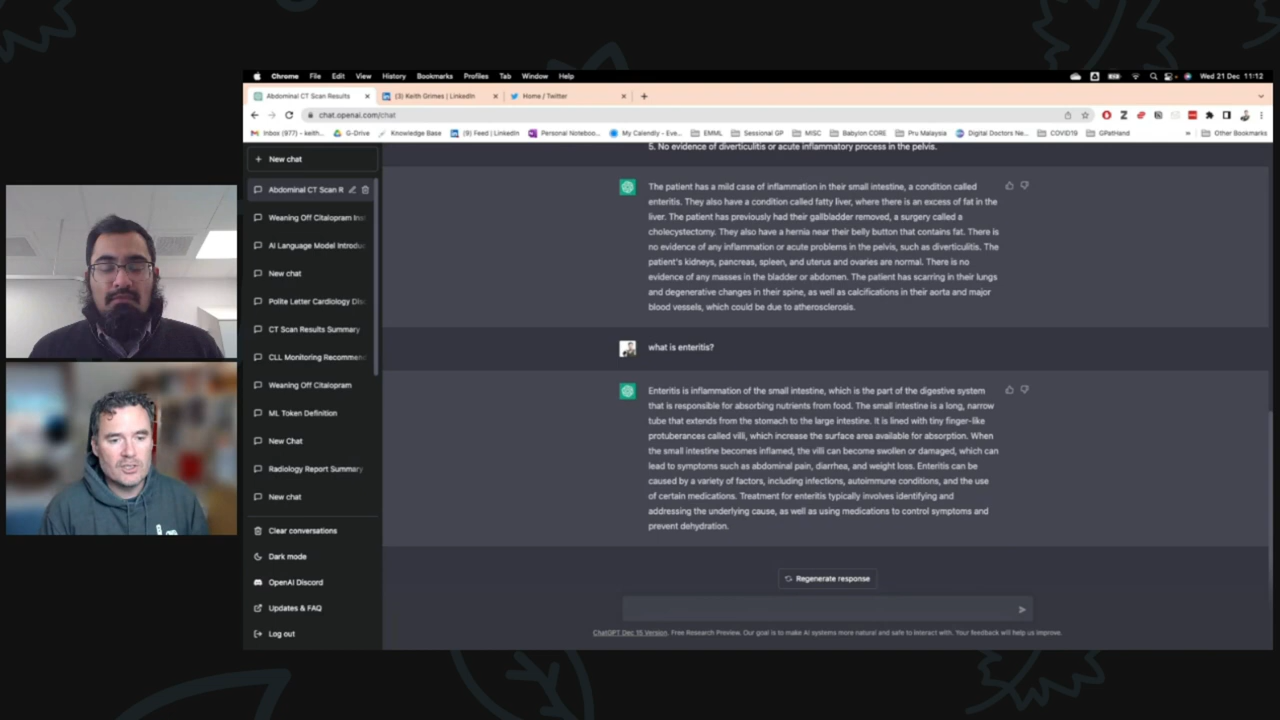 Chrome File Edit View History Bookmarks Profiles Tab Window Help
Wed 21 Dec 11:12
Abdominal CT Scan Results
(3) Keith Grimes | LinkedIn
Home / Twitter
chat.openai.com/chat
Inbox (977) - keith... G-Drive Knowledge Base (9) Feed | LinkedIn Personal Noteboo... My Calendly - Eve... EMML Sessional GP MISC Babylon CORE Pru Malaysia Digital Doctors Ne... COVID19 GPatHand » Other Bookmarks
+ New chat
Abdominal CT Scan R
Weaning Off Citalopram Ins
AI Language Model Introdu
New chat
Polite Letter Cardiology Dis
CT Scan Results Summary
CLL Monitoring Recommen
Weaning Off Citalopram
ML Token Definition
New Chat
Radiology Report Summary
New chat
Clear conversations
Dark mode
OpenAI Discord
Updates & FAQ
Log out
5. No evidence of diverticulitis or acute inflammatory process in the pelvis.
The patient has a mild case of inflammation in their small intestine, a condition called
enteritis. They also have a condition called fatty liver, where there is an excess of fat in the
liver. The patient has previously had their gallbladder removed, a surgery called a
cholecystectomy. They also have a hernia near their belly button that contains fat. There is
no evidence of any inflammation or acute problems in the pelvis, such as diverticulitis. The
patient's kidneys, pancreas, spleen, and uterus and ovaries are normal. There is no
evidence of any masses in the bladder or abdomen. The patient has scarring in their lungs
and degenerative changes in their spine, as well as calcifications in their aorta and major
blood vessels, which could be due to atherosclerosis.
what is enteritis?
Enteritis is inflammation of the small intestine, which is the part of the digestive system
that is responsible for absorbing nutrients from food. The small intestine is a long, narrow
tube that extends from the stomach to the large intestine. It is lined with tiny finger-like
protuberances called villi, which increase the surface area available for absorption. When
the small intestine becomes inflamed, the villi can become swollen or damaged, which can
lead to symptoms such as abdominal pain, diarrhea, and weight loss. Enteritis can be
caused by a variety of factors, including infections, autoimmune conditions, and the use
of certain medications. Treatment for enteritis typically involves identifying and
addressing the underlying cause, as well as using medications to control symptoms and
prevent dehydration.
Regenerate response
ChatGPT Dec 15 Version. Free Research Preview. Our goal is to make AI systems more natural and safe to interact with. Your feedback will help us improve.